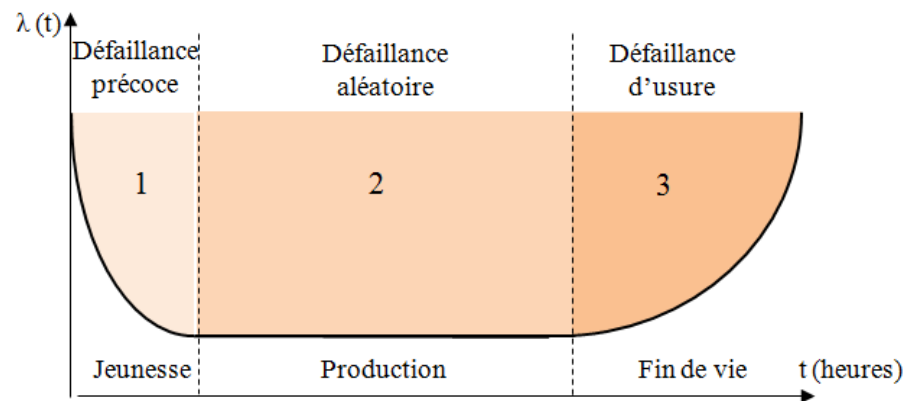 λ (t)
Défaillance
précoce
Défaillance
aléatoire
Défaillance
d’usure
1
2
3
Jeunesse
Production
Fin de vie
t (heures)